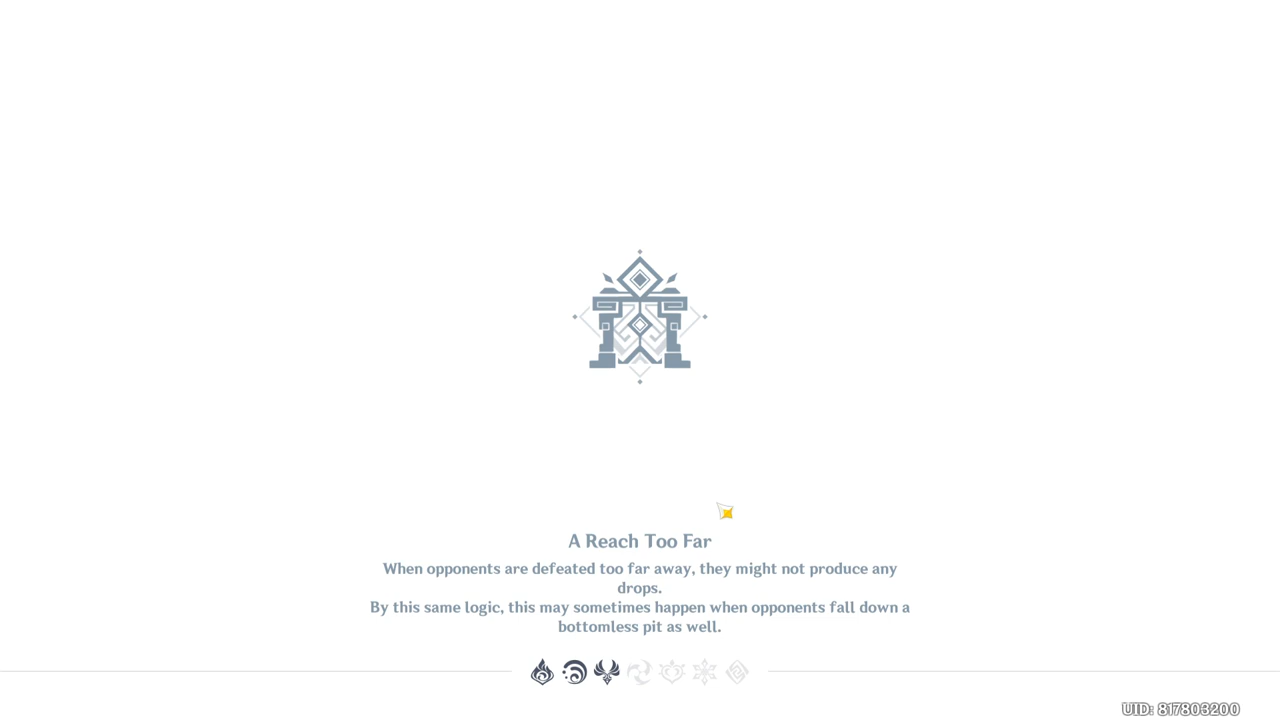 A Reach Too Far
When opponents are defeated too far away, they might not produce any
drops.
By this same logic, this may sometimes happen when opponents fall down a
bottomless pit as well.
UID: 817803200